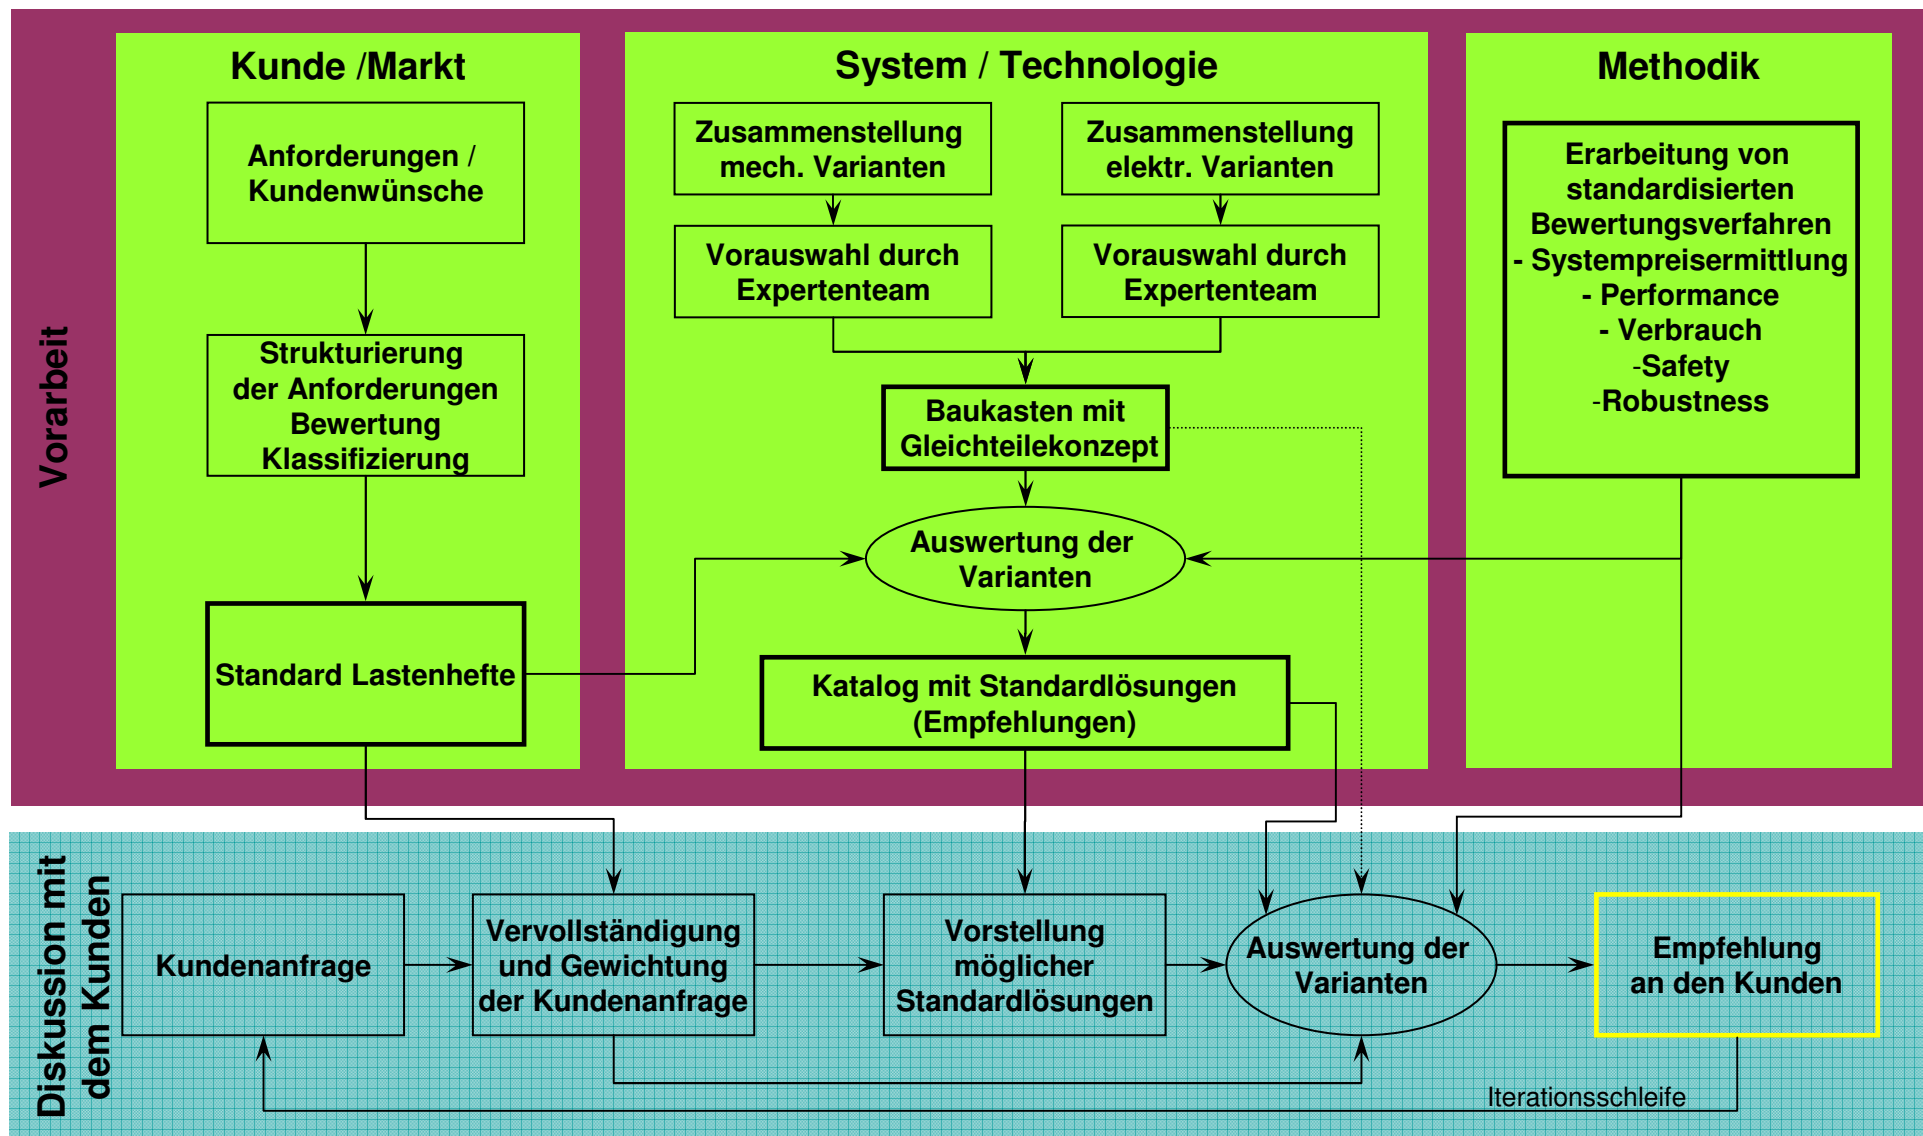 Vorarbeit
Kunde /Markt
Anforderungen /
Kundenwünsche
Strukturierung
der Anforderungen
Bewertung
Klassifizierung
Standard Lastenhefte
System / Technologie
Zusammenstellung
mech. Varianten
Zusammenstellung
elektr. Varianten
Vorauswahl durch
Expertenteam
Vorauswahl durch
Expertenteam
Baukasten mit
Gleichteilekonzept
Auswertung der
Varianten
Katalog mit Standardlösungen
(Empfehlungen)
Methodik
Erarbeitung von
standardisierten
Bewertungsverfahren
- Systempreisermittlung
- Performance
- Verbrauch
-Safety
-Robustness
Diskussion mit
dem Kunden
Kundenanfrage
Vervollständigung
und Gewichtung
der Kundenanfrage
Vorstellung
möglicher
Standardlösungen
Auswertung der
Varianten
Empfehlung
an den Kunden
Iterationsschleife